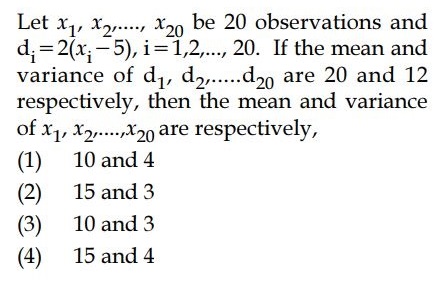 Let x₁, x₂,...., x₂₀ be 20 observations and
dᵢ=2(xᵢ−5), i=1,2,..., 20. If the mean and
variance of d₁, d₂,.....d₂₀ are 20 and 12
respectively, then the mean and variance
of x₁, x₂,....,x₂₀ are respectively,
(1) 10 and 4
(2) 15 and 3
(3) 10 and 3
(4) 15 and 4